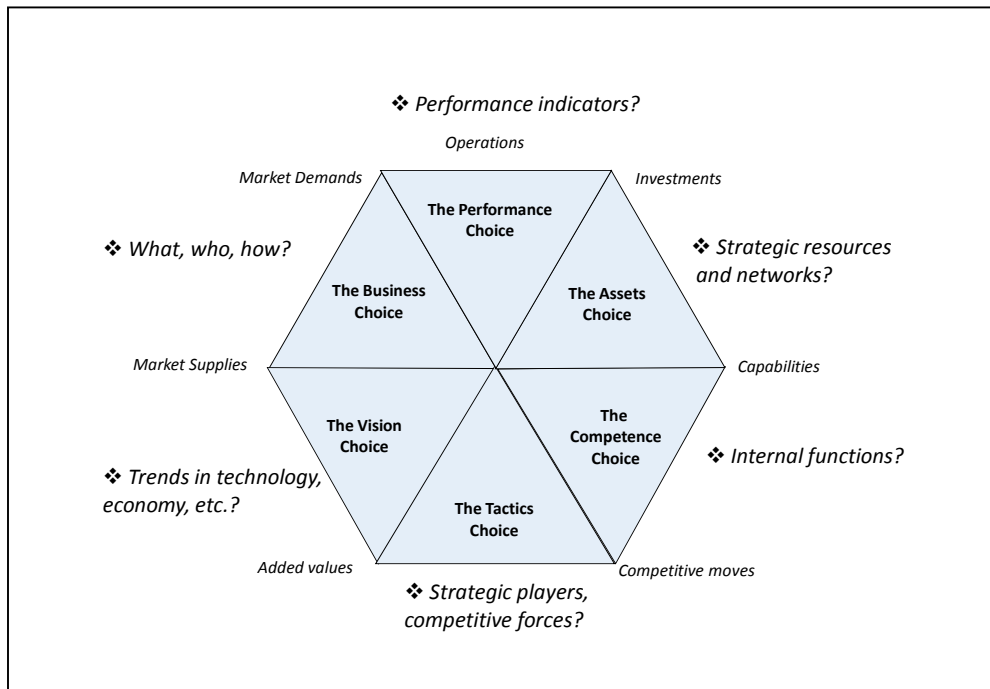 ❖ Performance indicators?
Operations
Market Demands
Investments
The Performance
Choice
❖ What, who, how?
❖ Strategic resources
and networks?
The Business
Choice
The Assets
Choice
Market Supplies
Capabilities
The Vision
Choice
The
Competence
Choice
❖ Internal functions?
❖ Trends in technology,
economy, etc.?
The Tactics
Choice
Added values
Competitive moves
❖ Strategic players,
competitive forces?